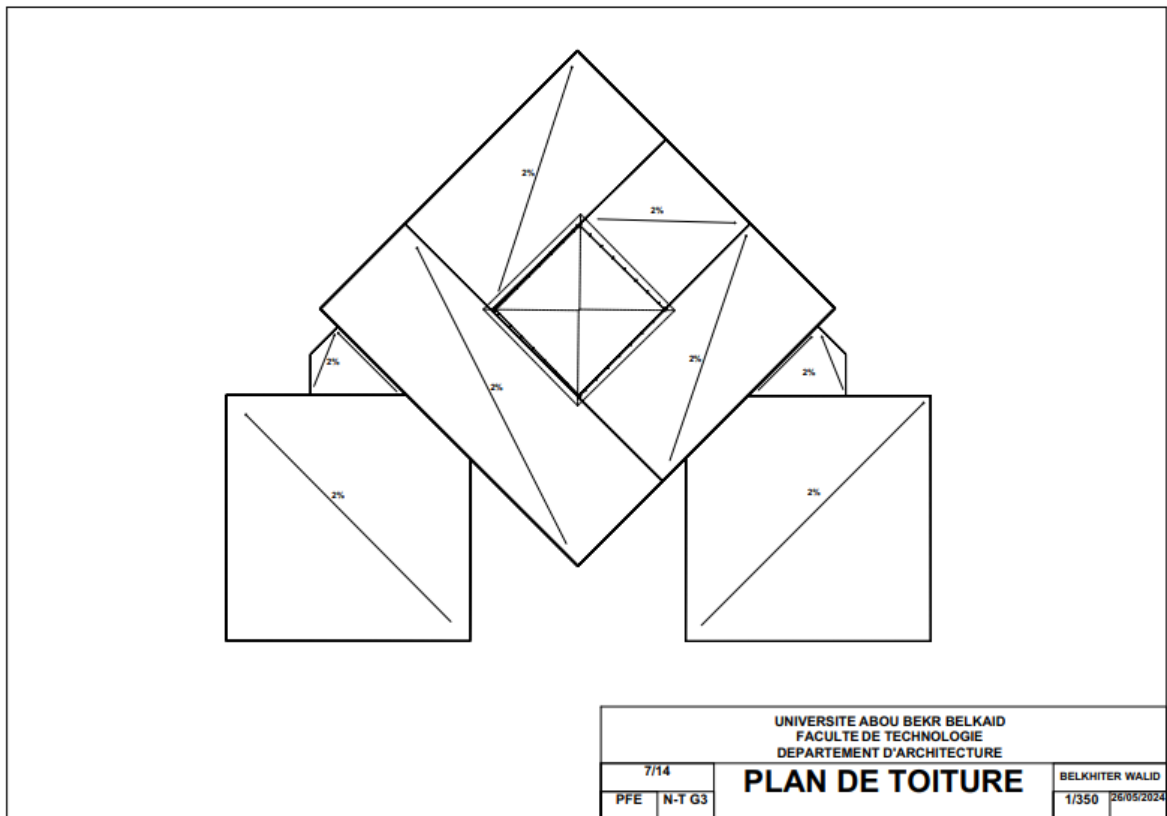 2%
2%
2%
2%
2%
2%
2%
2%
UNIVERSITE ABOU BEKR BELKAID
FACULTE DE TECHNOLOGIE
DEPARTEMENT D'ARCHITECTURE
7/14
PLAN DE TOITURE
BELKHITER WALID
PFE
N-T G3
1/350
26/05/2024